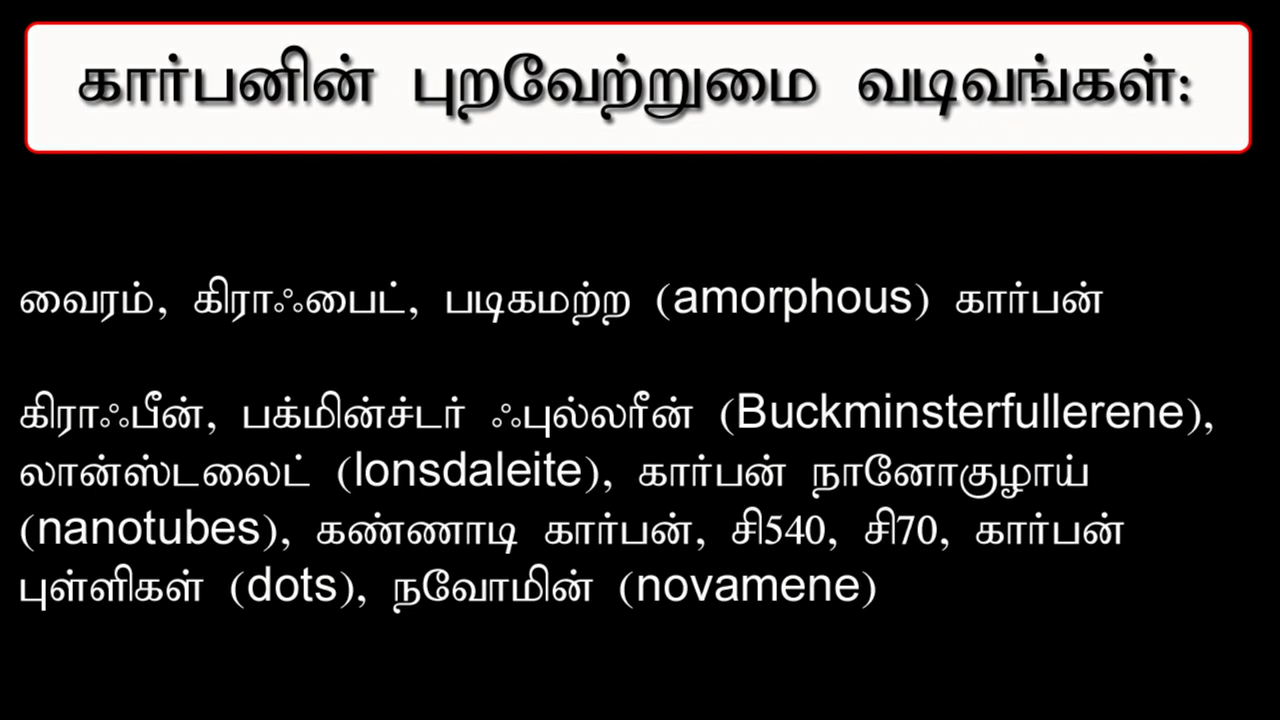 கார்பனின் புறவேற்றுமை வடிவங்கள்:
வைரம், கிராஃபைட், படிகமற்ற (amorphous) கார்பன்
கிராஃபீன், பக்மின்ச்டர் ஃபுல்லரீன் (Buckminsterfullerene),
லான்ஸ்டலைட் (lonsdaleite), கார்பன் நானோகுழாய்
(nanotubes), கண்ணாடி கார்பன், சி540, சி70, கார்பன்
புள்ளிகள் (dots), நவோமின் (novamene)